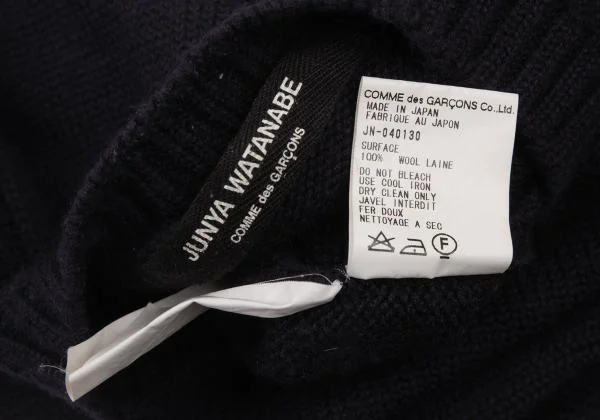 JUNYA WATANABE
COMME des GARÇONS
COMME des GARÇONS Co.,Ltd.
MADE IN JAPAN
FABRIQUE AU JAPON
JN-040130
SURFACE
100% WOOL LAINE
DO NOT BLEACH
USE COOL IRON
DRY CLEAN ONLY
JAVEL INTERDIT
FER DOUX
NETTOYAGE A SEC
F